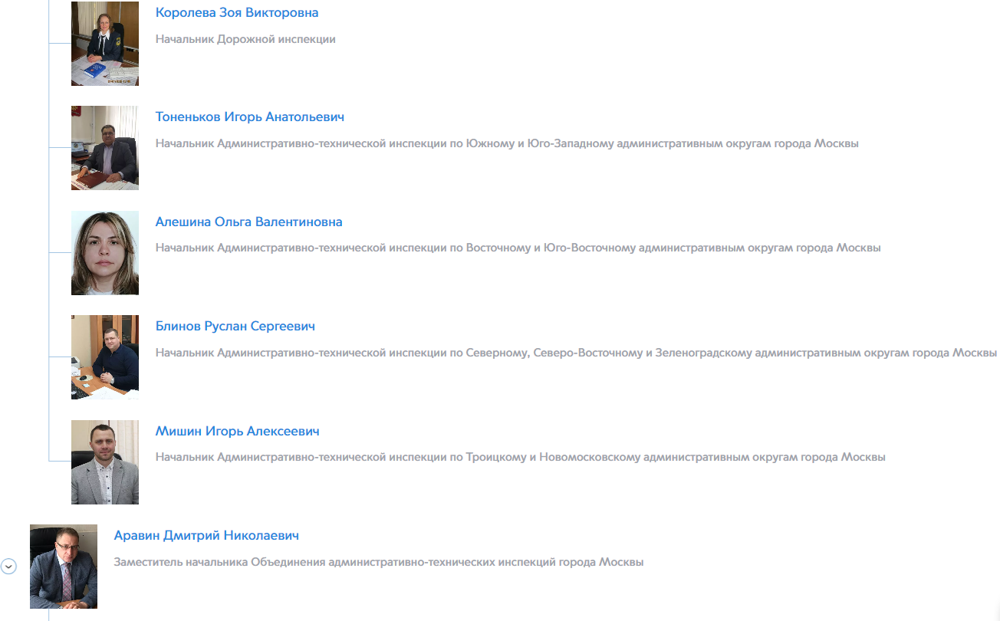 Королева Зоя Викторовна
Начальник Дорожной инспекции
Тоненьков Игорь Анатольевич
Начальник Административно-технической инспекции по Южному и Юго-Западному административным округам города Москвы
Алешина Ольга Валентиновна
Начальник Административно-технической инспекции по Восточному и Юго-Восточному административным округам города Москвы
Блинов Руслан Сергеевич
Начальник Административно-технической инспекции по Северному, Северо-Восточному и Зеленоградскому административным округам города Москвы
Мишин Игорь Алексеевич
Начальник Административно-технической инспекции по Троицкому и Новомосковскому административным округам города Москвы
Аравин Дмитрий Николаевич
Заместитель начальника Объединения административно-технических инспекций города Москвы